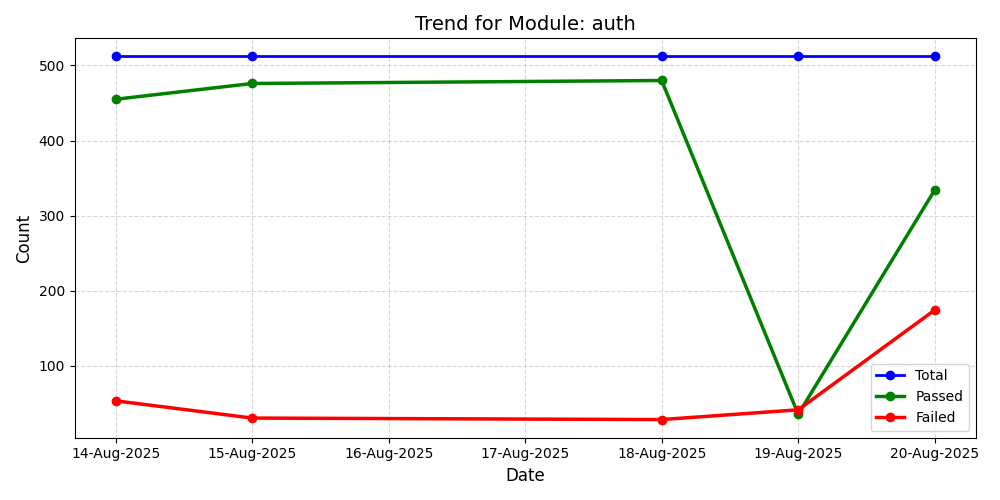 Trend for Module: auth
Count
500
400
300
200
100
Total
Passed
Failed
14-Aug-2025 15-Aug-2025 16-Aug-2025 17-Aug-2025 18-Aug-2025 19-Aug-2025 20-Aug-2025
Date